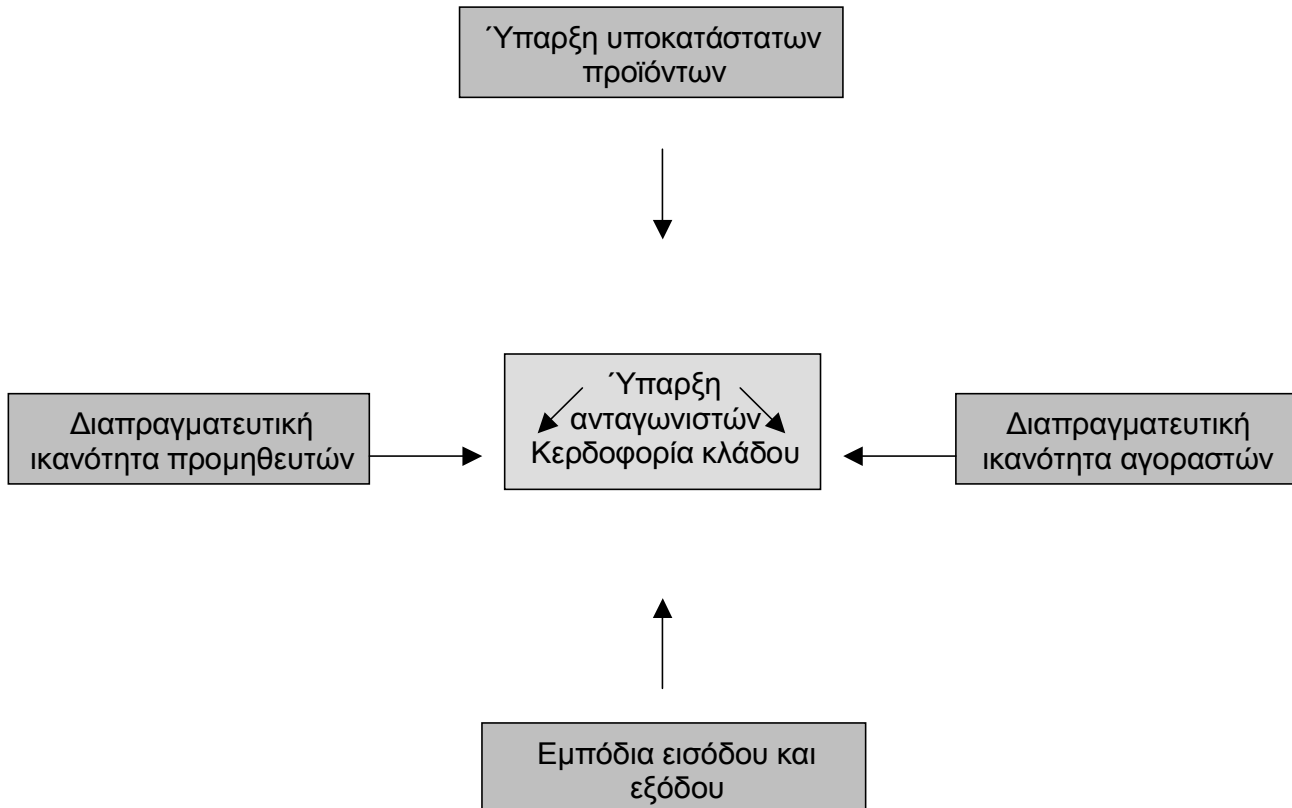 Ύπαρξη υποκατάστατων
προϊόντων
Ύπαρξη
ανταγωνιστών
Κερδοφορία κλάδου
Διαπραγματευτική
ικανότητα προμηθευτών
Διαπραγματευτική
ικανότητα αγοραστών
Εμπόδια εισόδου και
εξόδου